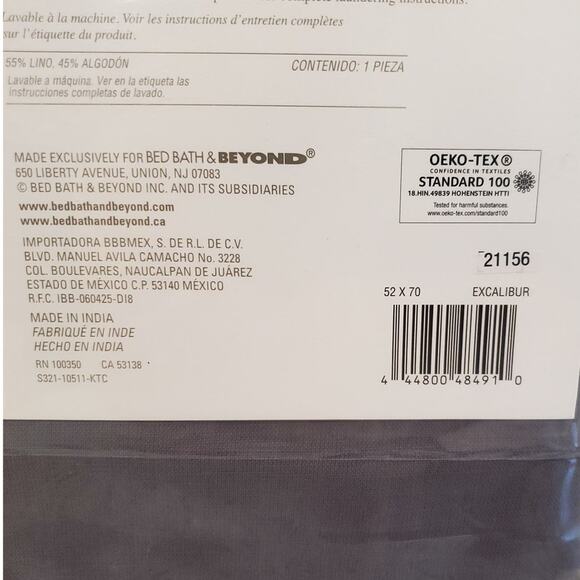 complete laundering instructions.
Lavable à la machine. Voir les instructions d'entretien complètes
sur l'étiquette du produit.
55% LINO, 45% ALGODÓN
CONTENIDO: 1 PIEZA
Lavable a máquina. Ver en la etiqueta las
instrucciones completas de lavado.
MADE EXCLUSIVELY FOR BED BATH & BEYOND®
650 LIBERTY AVENUE, UNION, NJ 07083
© BED BATH & BEYOND INC. AND ITS SUBSIDIARIES
www.bedbathandbeyond.com
www.bedbathandbeyond.ca
IMPORTADORA BBBMEX, S. DE R.L. DE C.V.
BLVD. MANUEL AVILA CAMACHO No. 3228
COL. BOULEVARES, NAUCALPAN DE JUÁREZ
ESTADO DE MÉXICO C.P. 53140 MÉXICO
R.F.C. IBB-060425-DI8
MADE IN INDIA
FABRIQUÉ EN INDE
HECHO EN INDIA
RN 100350 CA 53138
S321-10511-KTC
OEKO-TEX®
CONFIDENCE IN TEXTILES
STANDARD 100
18.HIN.49839 HOHENSTEIN HTTI
Tested for harmful substances.
www.oeko-tex.com/standard100
21156
52 X 70 EXCALIBUR
4 44800 48491 0